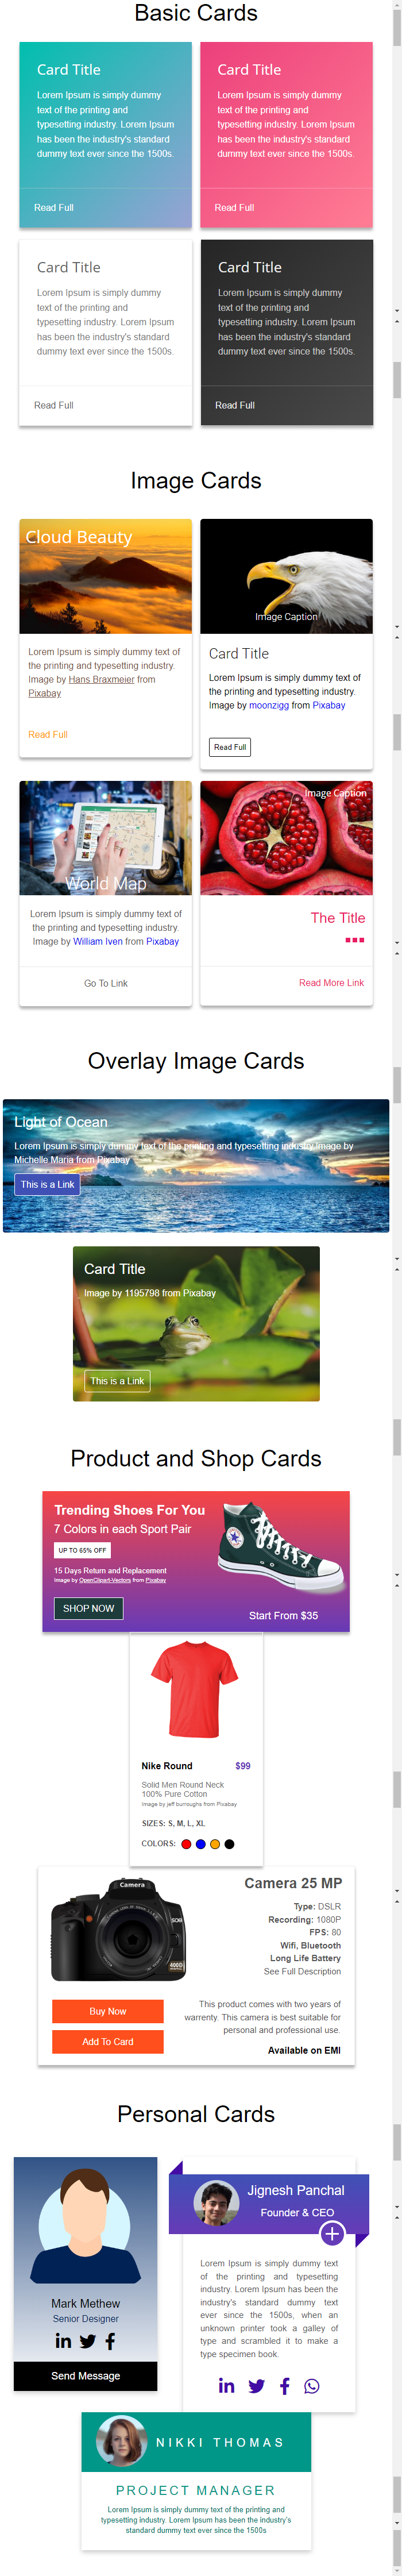 Basic Cards
Card Title
Lorem Ipsum is simply dummy
text of the printing and
typesetting industry. Lorem Ipsum
has been the industry's standard
dummy text ever since the 1500s.
Read Full
Card Title
Lorem Ipsum is simply dummy
text of the printing and
typesetting industry. Lorem Ipsum
has been the industry's standard
dummy text ever since the 1500s.
Read Full
Card Title
Lorem Ipsum is simply dummy
text of the printing and
typesetting industry. Lorem Ipsum
has been the industry's standard
dummy text ever since the 1500s.
Read Full
Card Title
Lorem Ipsum is simply dummy
text of the printing and
typesetting industry. Lorem Ipsum
has been the industry's standard
dummy text ever since the 1500s.
Read Full
Image Cards
Cloud Beauty
Lorem Ipsum is simply dummy text of
the printing and typesetting industry.
Image by Hans Braxmeier from
Pixabay
Read Full
Image Caption
Card Title
Lorem Ipsum is simply dummy text of
the printing and typesetting industry.
Image by moonzigg from Pixabay
Read Full
World Map
Lorem Ipsum is simply dummy text of
the printing and typesetting industry.
Image by William Iven from Pixabay
Go To Link
Image Caption
The Title
Read More Link
Overlay Image Cards
Light of Ocean
Lorem Ipsum is simply dummy text of the printing and typesetting industry.Image by
Michelle Maria from Pixabay
This is a Link
Card Title
Image by 1195798 from Pixabay
This is a Link
Product and Shop Cards
Trending Shoes For You
7 Colors in each Sport Pair
UP TO 65% OFF
15 Days Return and Replacement
Image by OpenClipart-Vectors from Pixabay
SHOP NOW
Start From $35
Nike Round $99
Solid Men Round Neck
100% Pure Cotton
Image by jeff burroughs from Pixabay
SIZES: S, M, L, XL
COLORS:
Camera
Camera 25 MP
Type: DSLR
Recording: 1080P
FPS: 80
Wifi, Bluetooth
Long Life Battery
See Full Description
Buy Now
Add To Card
This product comes with two years of
warrenty. This camera is best suitable for
personal and professional use.
Available on EMI
Personal Cards
Mark Methew
Senior Designer
in
Send Message
Jignesh Panchal
Founder & CEO
Lorem Ipsum is simply dummy text
of the printing and typesetting
industry. Lorem Ipsum has been the
industry's standard dummy text
ever since the 1500s, when an
unknown printer took a galley of
type and scrambled it to make a
type specimen book.
in
NIKKI THOMAS
PROJECT MANAGER
Lorem Ipsum is simply dummy text of the printing and
typesetting industry. Lorem Ipsum has been the industry's
standard dummy text ever since the 1500s